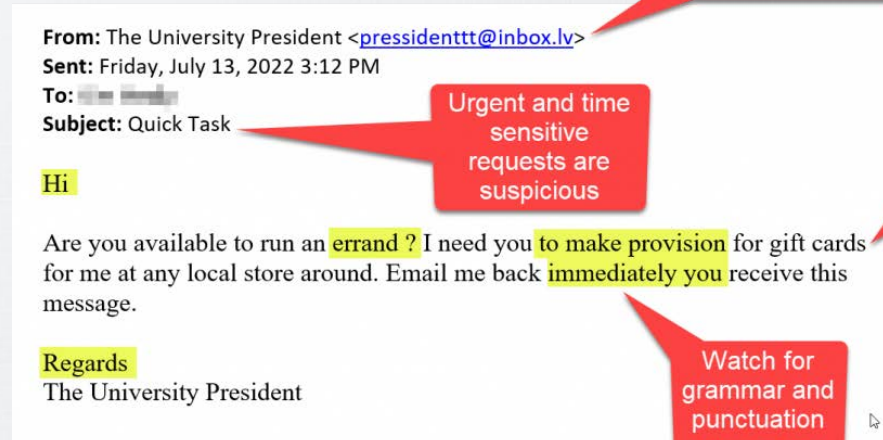 From: The University President <pressidenttt@inbox.lv>
Sent: Friday, July 13, 2022 3:12 PM
To:
Subject: Quick Task
Urgent and time
sensitive
requests are
suspicious
Hi
Are you available to run an errand ? I need you to make provision for gift cards
for me at any local store around. Email me back immediately you receive this
message.
Regards
The University President
Watch for
grammar and
punctuation